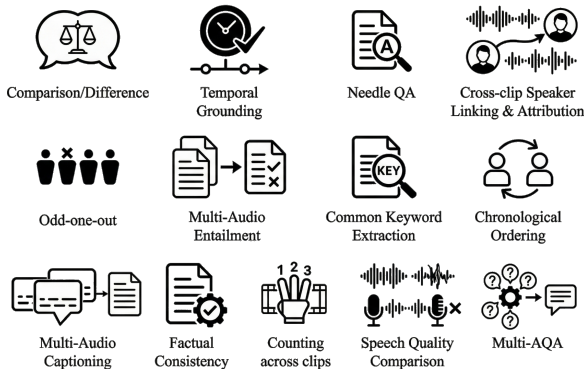 Comparison/Difference
Temporal
Grounding
A
Needle QA
Cross-clip Speaker
Linking & Attribution
Odd-one-out
Multi-Audio
Entailment
KEY
Common Keyword
Extraction
Chronological
Ordering
Multi-Audio
Captioning
Factual
Consistency
1 2 3
Counting
across clips
Speech Quality
Comparison
? ? ? ? ?
Multi-AQA